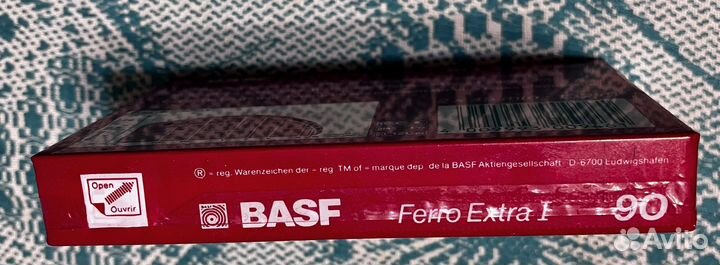 ® = reg. Warenzeichen der = reg TM of = marque dep. de la BASF Aktiengesellschaft D-6700 Ludwigshafen
Open
Ouvrir
BASF Ferro Extra I 90
Avito